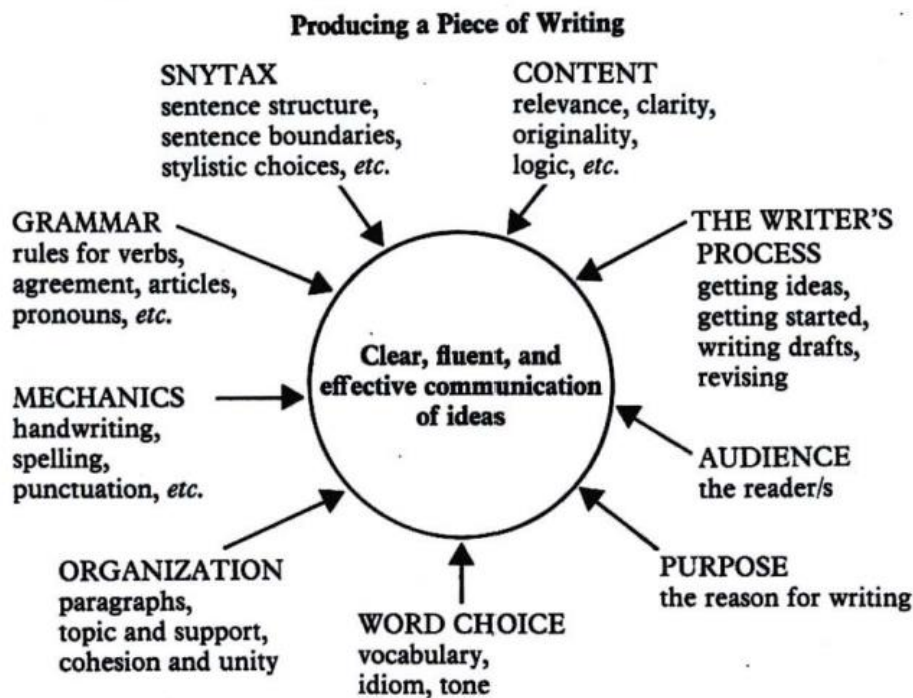 Producing a Piece of Writing
SNYTAX
sentence structure,
sentence boundaries,
stylistic choices, etc.
CONTENT
relevance, clarity,
originality,
logic, etc.
GRAMMAR
rules for verbs,
agreement, articles,
pronouns, etc.
THE WRITER'S
PROCESS
getting ideas,
getting started,
writing drafts,
revising
Clear, fluent, and
effective communication
of ideas
MECHANICS
handwriting,
spelling,
punctuation, etc.
AUDIENCE
the reader/s
ORGANIZATION
paragraphs,
topic and support,
cohesion and unity
WORD CHOICE
vocabulary,
idiom, tone
PURPOSE
the reason for writing